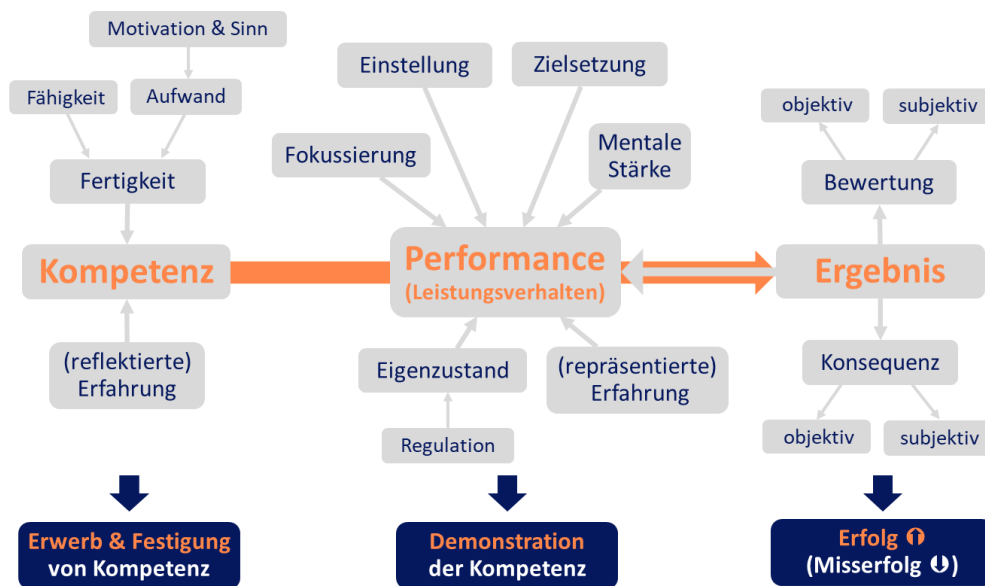 Motivation & Sinn
Fähigkeit
Aufwand
Fertigkeit
Kompetenz
(reflektierte)
Erfahrung
Einstellung
Zielsetzung
Fokussierung
Mentale
Stärke
Performance
(Leistungsverhalten)
Eigenzustand
(repräsentierte)
Erfahrung
Regulation
objektiv
subjektiv
Bewertung
Ergebnis
Konsequenz
objektiv
subjektiv
Erwerb & Festigung
von Kompetenz
Demonstration
der Kompetenz
Erfolg
(Misserfolg)